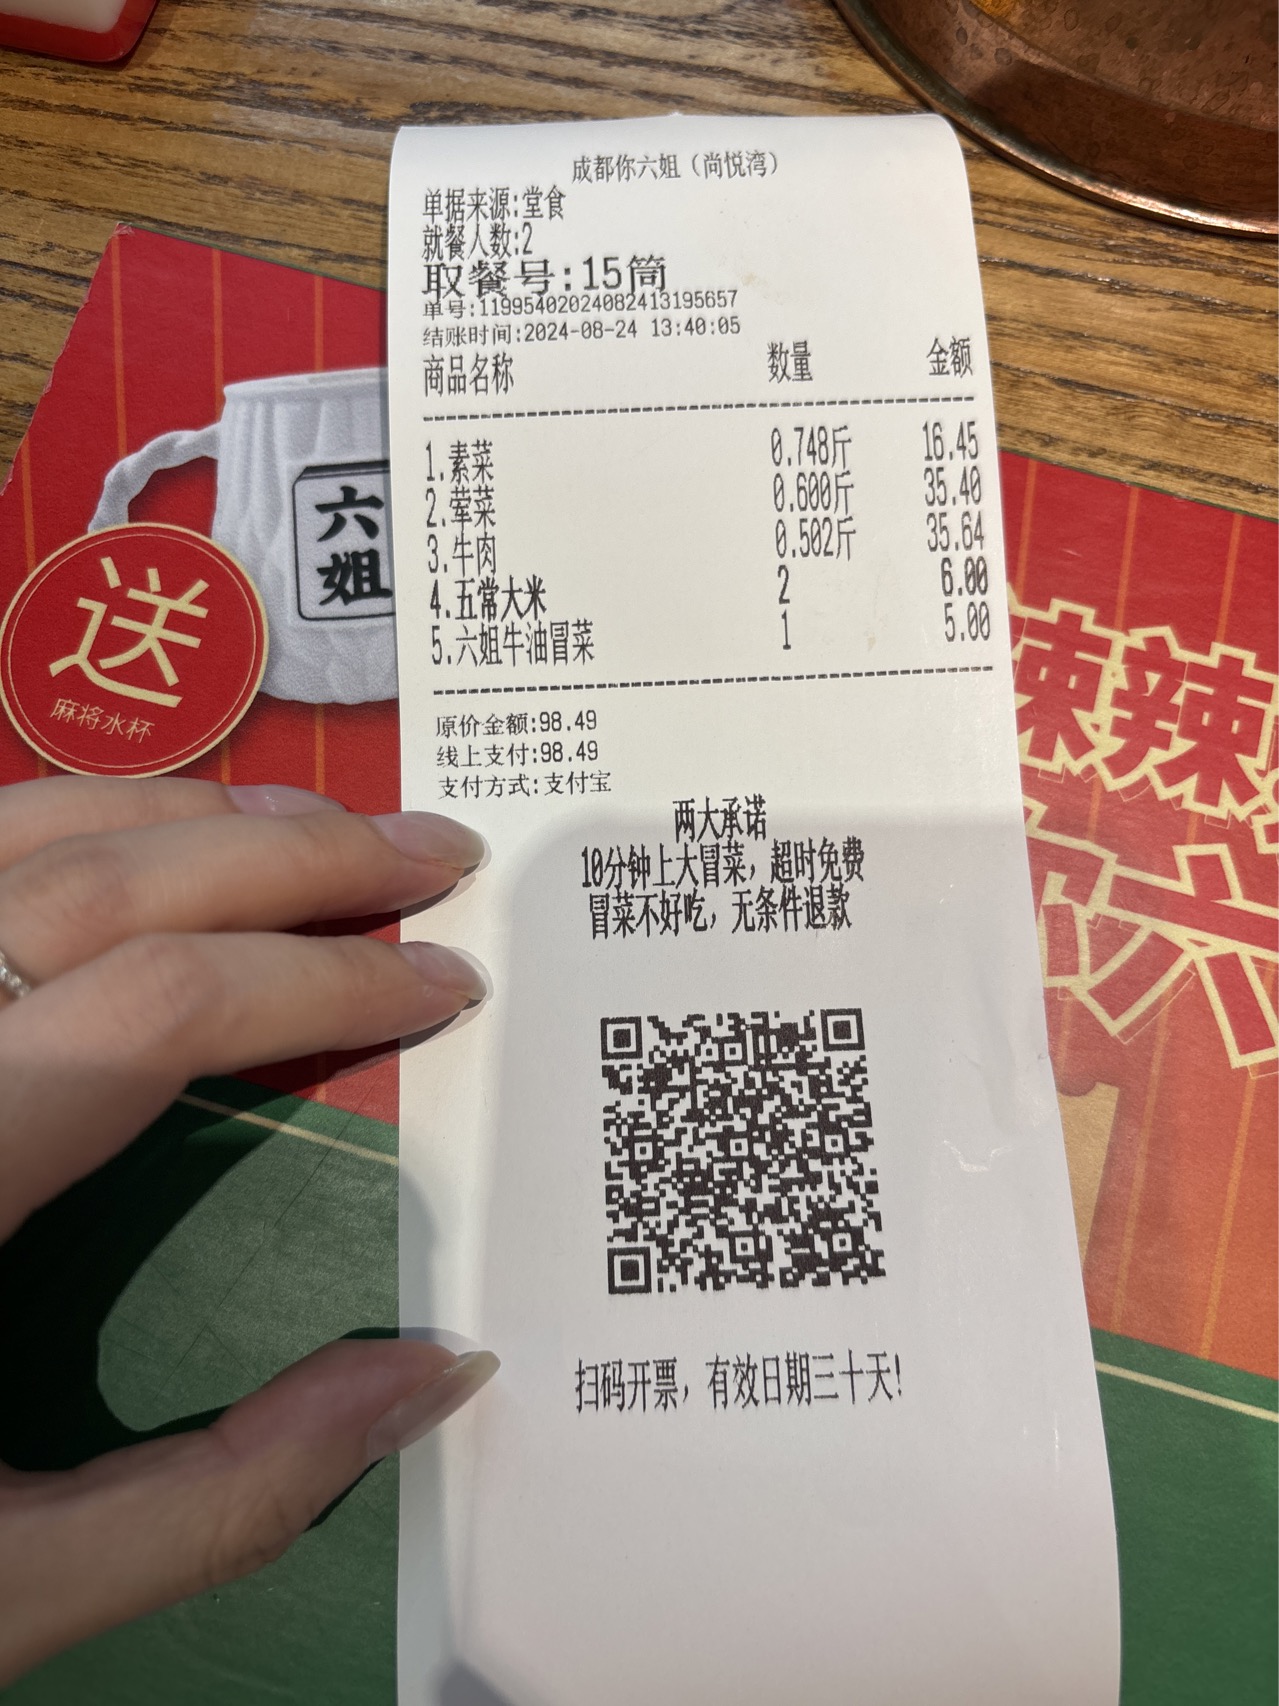 成都你六姐（尚悦湾）
单据来源:堂食
就餐人数:2
取餐号:15筒
单号:11995402024082413195657
结账时间:2024-08-24 13:40:05
商品名称 数量 金额
1.素菜 0.748斤 16.45
2.荤菜 0.600斤 35.40
3.牛肉 0.502斤 35.64
4.五常大米 2 6.00
5.六姐牛油冒菜 1 5.00
原价金额:98.49
线上支付:98.49
支付方式:支付宝
两大承诺
10分钟上大冒菜，超时免费
冒菜不好吃，无条件退款
扫码开票，有效日期三十天!
六
姐
送
麻将水杯
辣辣
六